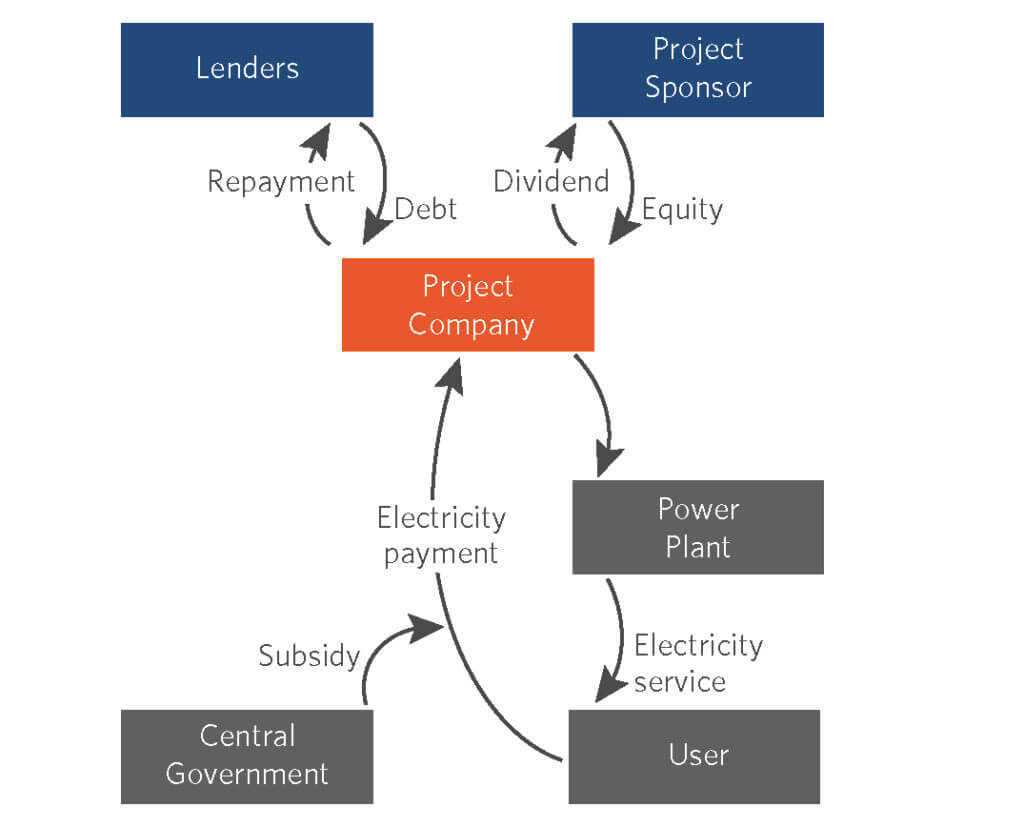 Lenders
Project
Sponsor
Repayment
Debt
Dividend
Equity
Project
Company
Electricity
payment
Power
Plant
Subsidy
Electricity
service
Central
Government
User